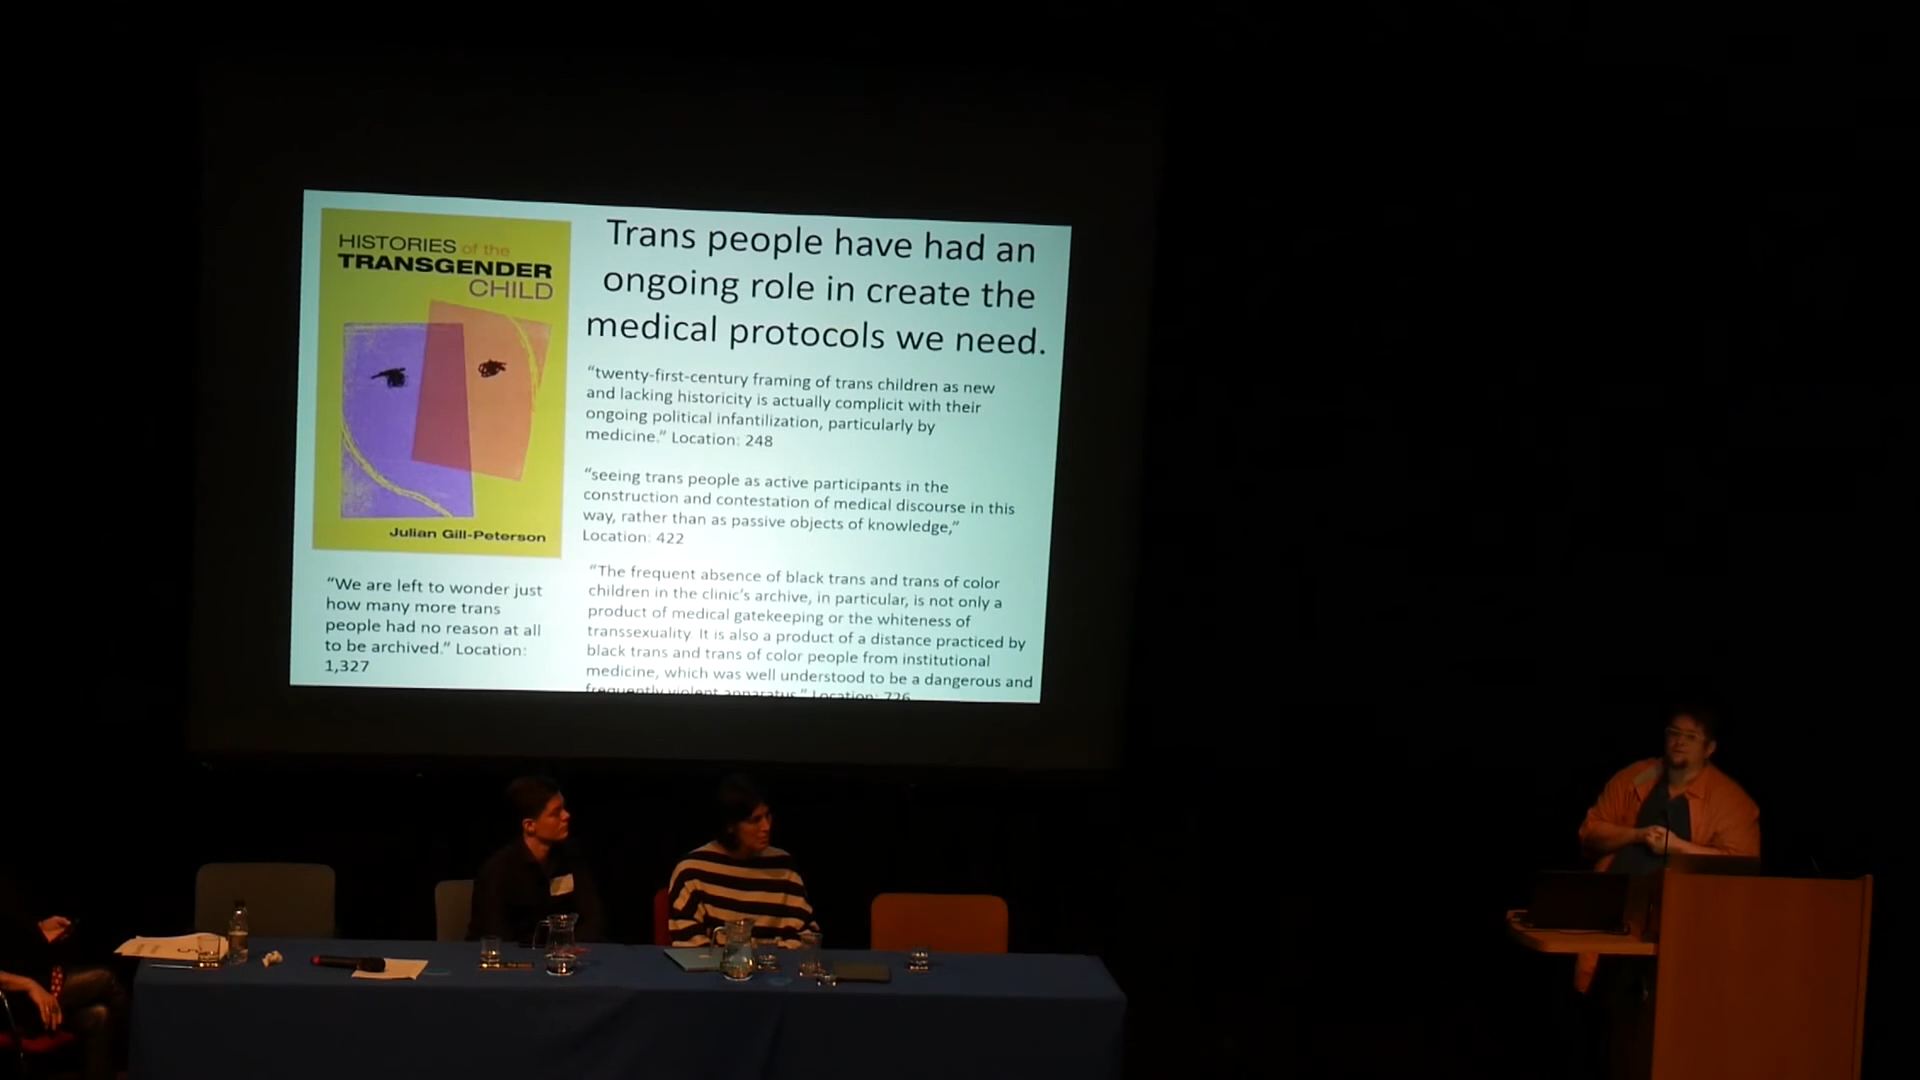 HISTORIES of the
TRANSGENDER
CHILD
Julian Gill-Peterson
"We are left to wonder just
how many more trans
people had no reason at all
to be archived." Location:
1,327
Trans people have had an
ongoing role in create the
medical protocols we need.
"twenty-first-century framing of trans children as new
and lacking historicity is actually complicit with their
ongoing political infantilization, particularly by
medicine." Location: 248
"seeing trans people as active participants in the
construction and contestation of medical discourse in this
way, rather than as passive objects of knowledge,"
Location: 422
"The frequent absence of black trans and trans of color
children in the clinic's archive, in particular, is not only a
product of medical gatekeeping or the whiteness of
transsexuality. It is also a product of a distance practiced by
black trans and trans of color people from institutional
medicine, which was well understood to be a dangerous and
frequently violent apparatus." Location: 726